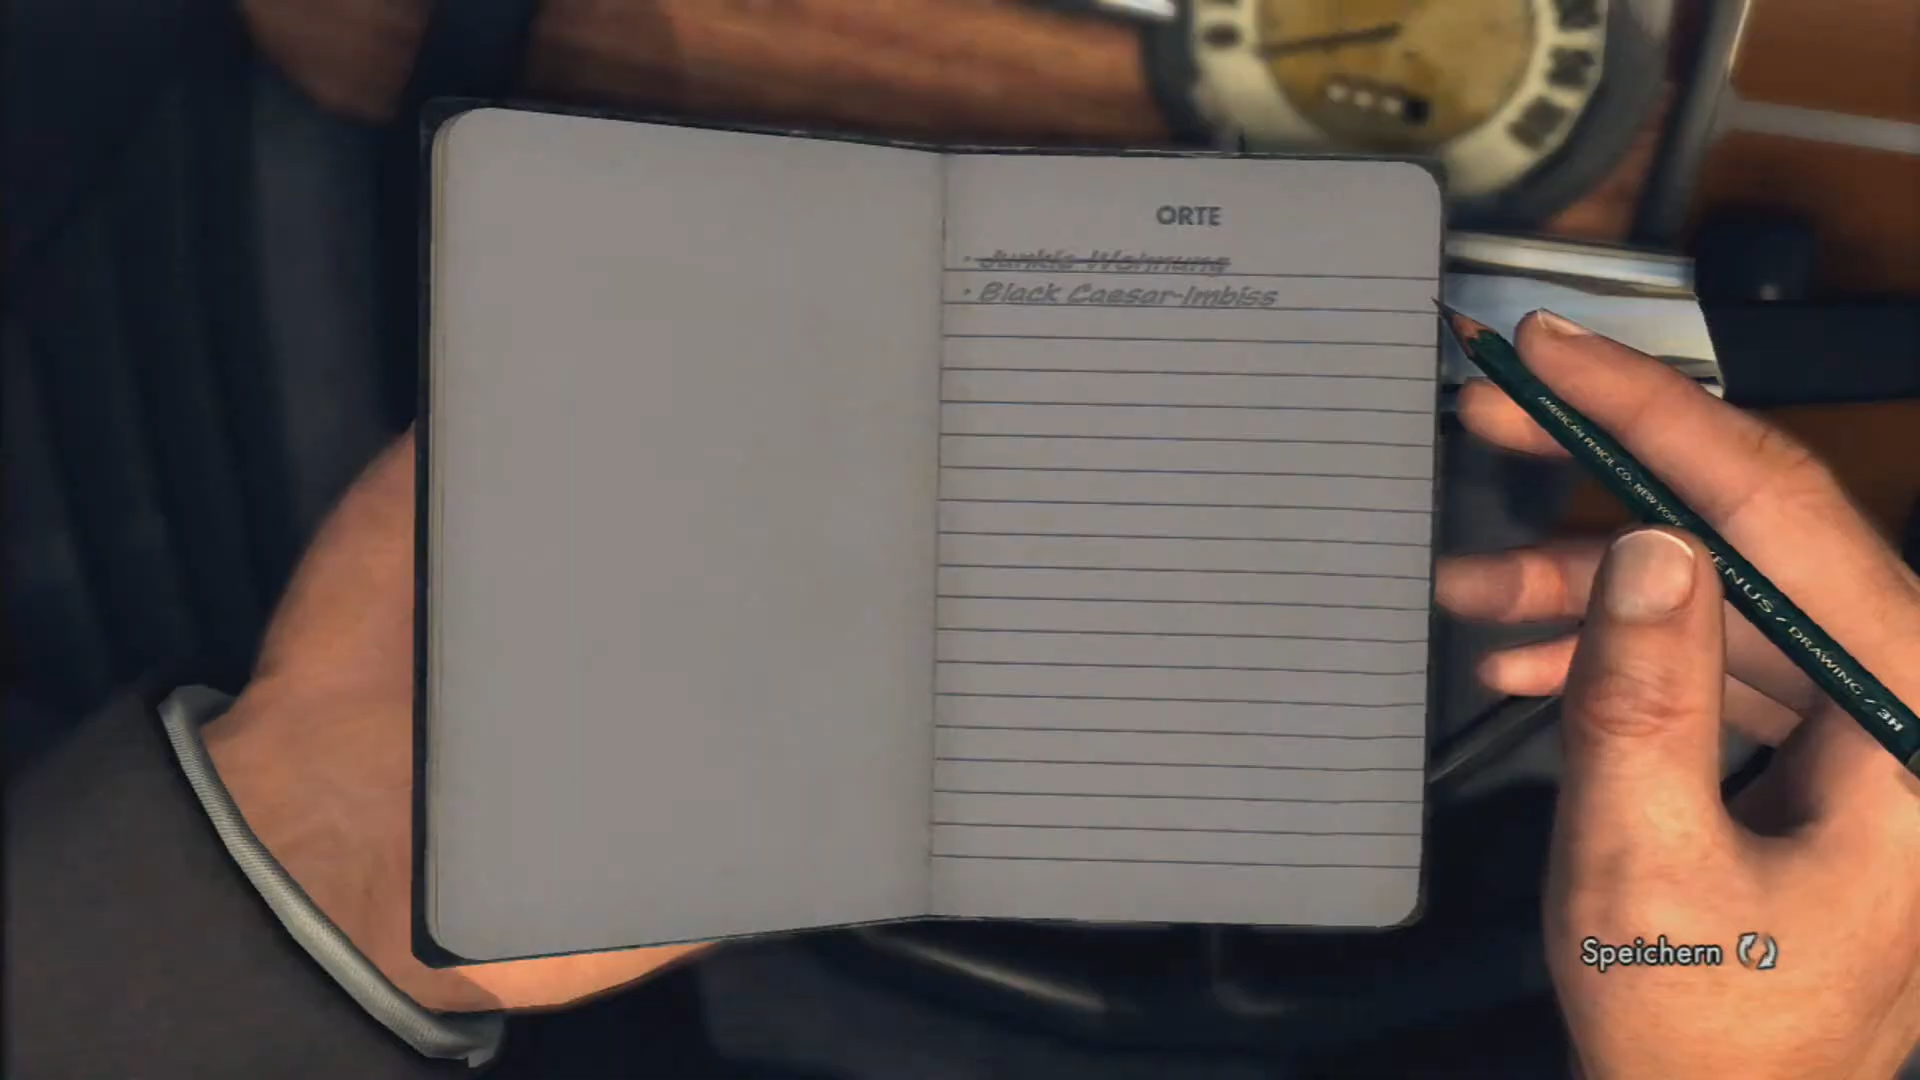 ORTE
· Junkie Wohnung
· Black Caesar-Imbiss
AMERICAN PENCIL CO. NEW YORK
VENUS / DRAWING / 3H
Speichern